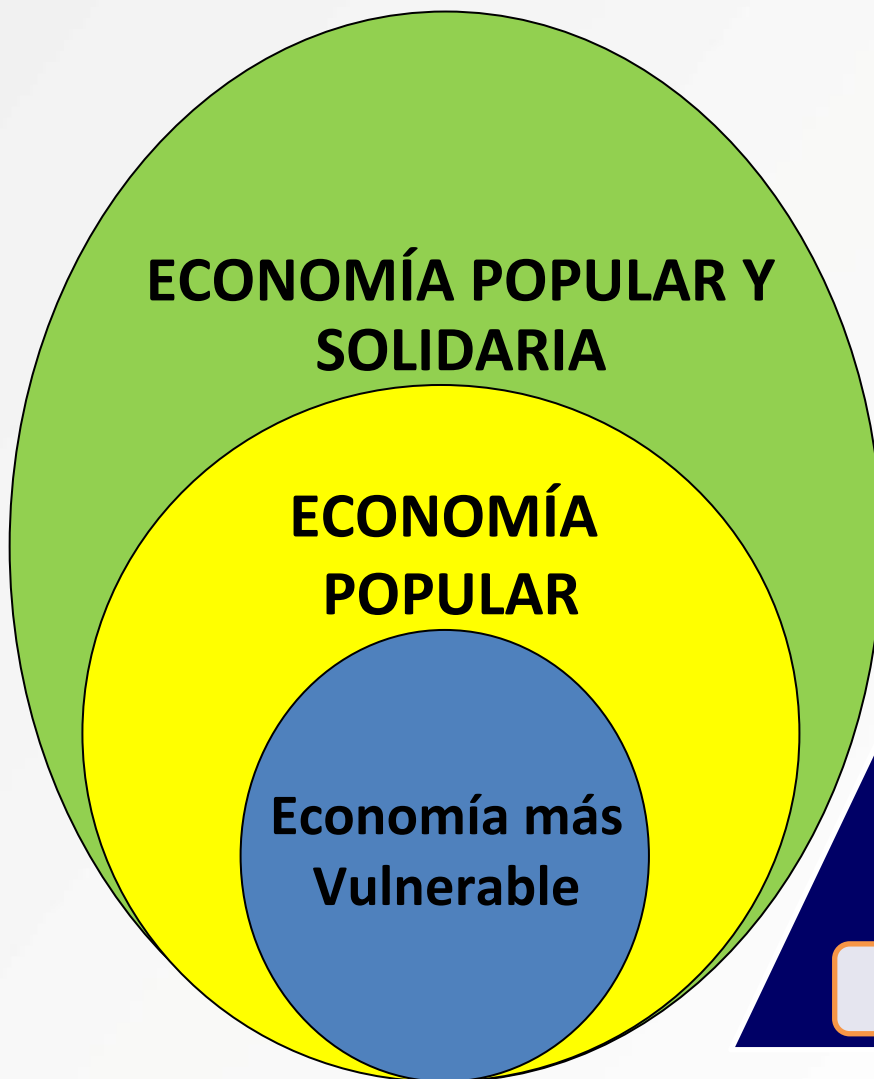 ECONOMÍA POPULAR Y
SOLIDARIA
ECONOMÍA
POPULAR
Economía más
Vulnerable